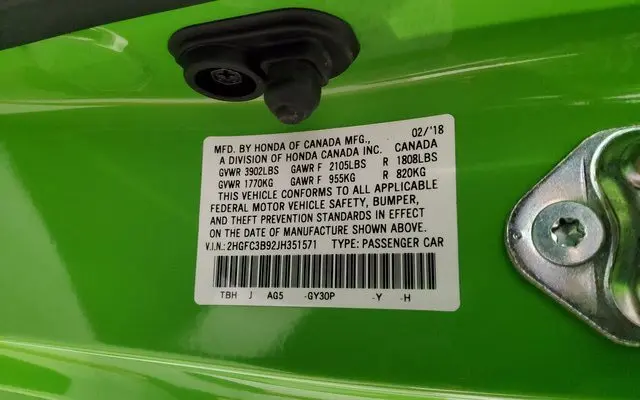 MFD. BY HONDA OF CANADA MFG., 02/'18
A DIVISION OF HONDA CANADA INC. CANADA
GVWR 3902LBS GAWR F 2105LBS R 1808LBS
GVWR 1770KG GAWR F 955KG R 820KG
THIS VEHICLE CONFORMS TO ALL APPLICABLE
FEDERAL MOTOR VEHICLE SAFETY, BUMPER,
AND THEFT PREVENTION STANDARDS IN EFFECT
ON THE DATE OF MANUFACTURE SHOWN ABOVE.
V.I.N.: 2HGFC3B92JH351571 TYPE: PASSENGER CAR
TBH J AG5 -GY30P -Y -H